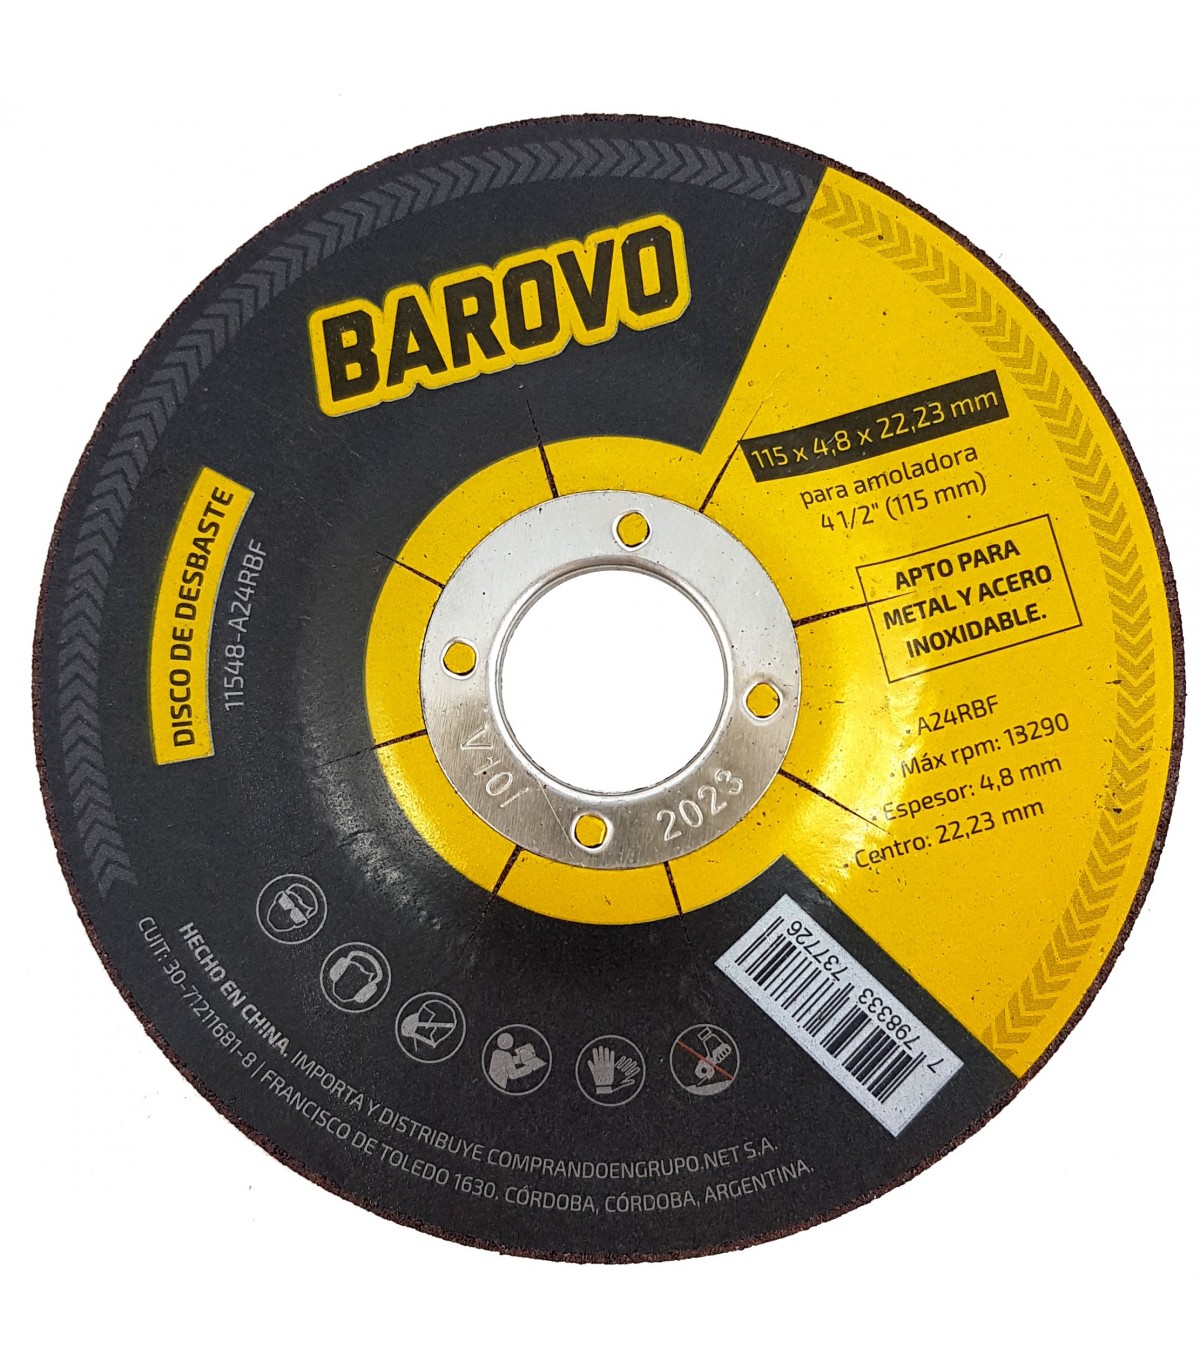 BAROVO
115 x 4,8 x 22,23 mm
para amoladora
4 1/2" (115 mm)
APTO PARA
METAL Y ACERO
INOXIDABLE.
• A24RBF
• Máx rpm: 13290
• Espesor: 4,8 mm
• Centro: 22,23 mm
DISCO DE DESBASTE
11548-A24RBF
V10/
2023
7 798333 737726
HECHO EN CHINA. IMPORTA Y DISTRIBUYE COMPRANDOENGRUPO.NET S.A.
CUIT: 30-71211681-8 / FRANCISCO DE TOLEDO 1630. CÓRDOBA, CÓRDOBA, ARGENTINA.